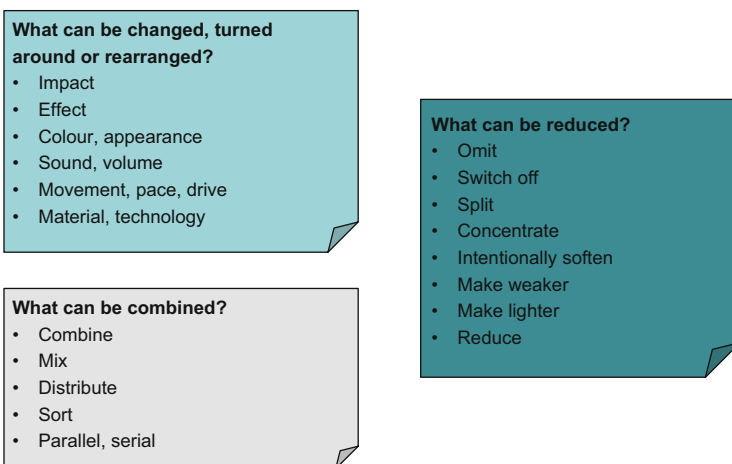 What can be changed, turned
around or rearranged?
• Impact
• Effect
• Colour, appearance
• Sound, volume
• Movement, pace, drive
• Material, technology
What can be combined?
• Combine
• Mix
• Distribute
• Sort
• Parallel, serial
What can be reduced?
• Omit
• Switch off
• Split
• Concentrate
• Intentionally soften
• Make weaker
• Make lighter
• Reduce